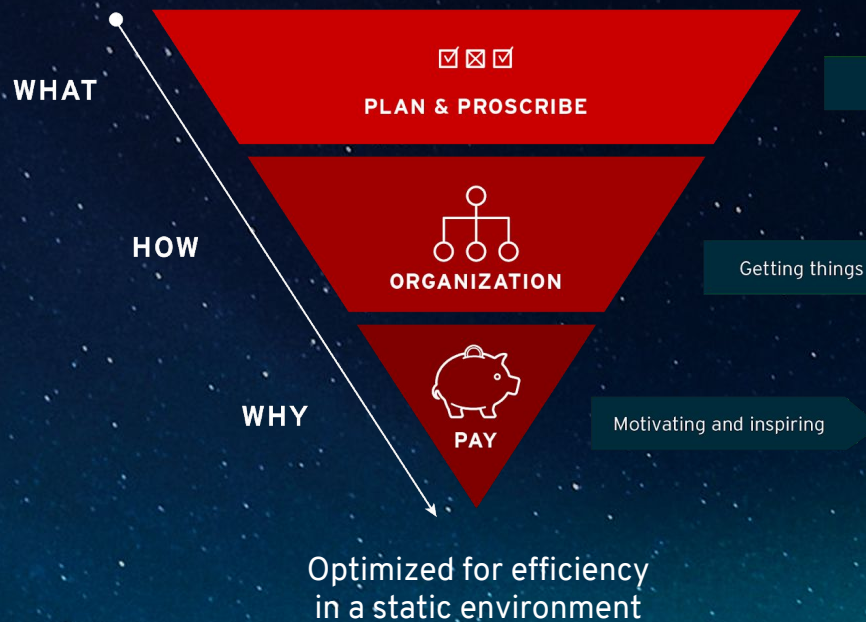 WHAT
PLAN & PROSCRIBE
HOW
ORGANIZATION
Getting things
WHY
PAY
Motivating and inspiring
Optimized for efficiency
in a static environment